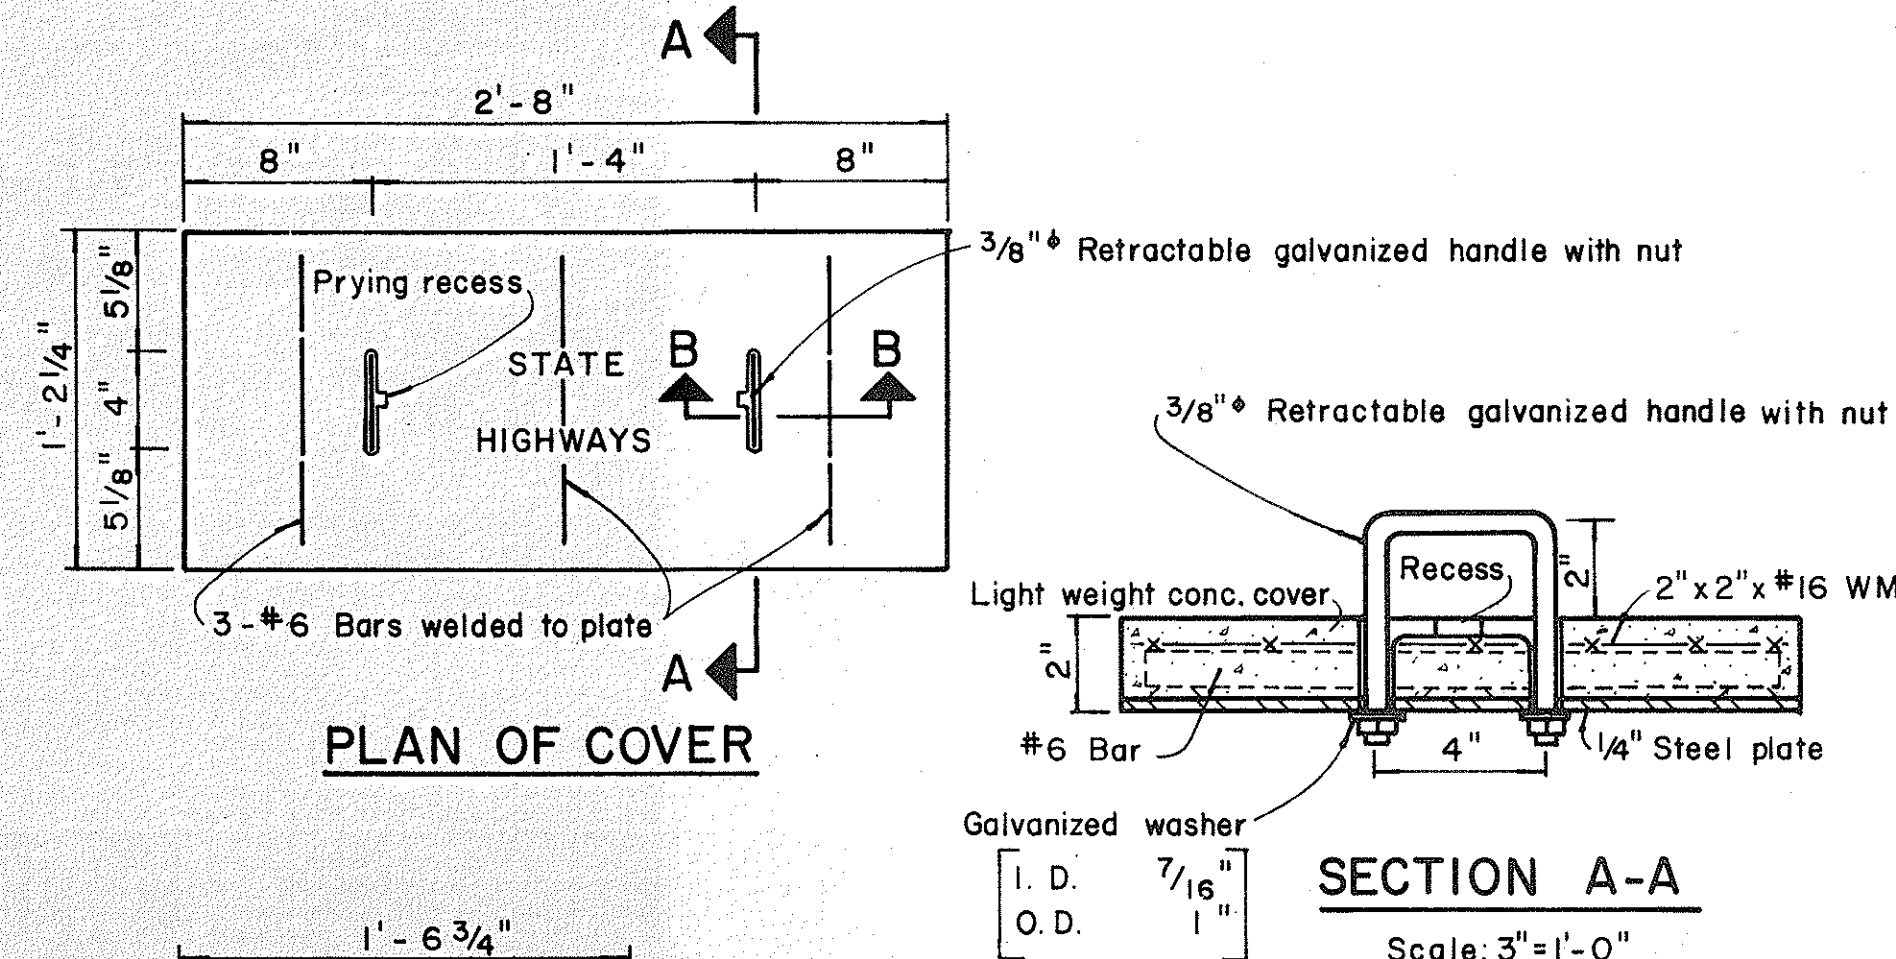 A
2'-8"
8" 1'-4" 8"
3/8"ϕ Retractable galvanized handle with nut
Prying recess
1'-2 1/4"
5 1/8"
4"
5 1/8"
STATE
HIGHWAYS
B B
3-#6 Bars welded to plate
A
PLAN OF COVER
3/8"ϕ Retractable galvanized handle with nut
Recess
2"
Light weight conc. cover
2"x2"x#16 WM
2"
#6 Bar
4"
1/4" Steel plate
Galvanized washer
I. D. 7/16"
O. D. 1"
SECTION A-A
Scale: 3"=1'-0"
1'-6 3/4"